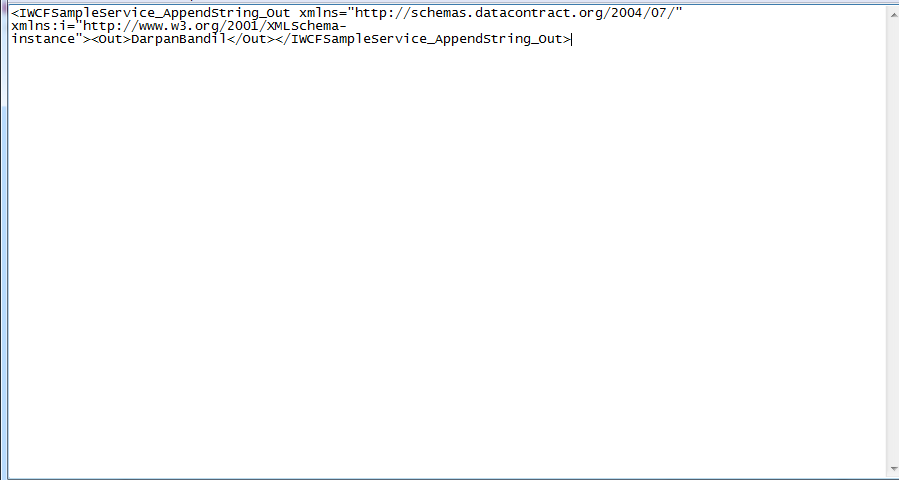 <IWCFSampleService_AppendString_Out xmlns="http://schemas.datacontract.org/2004/07/"
xmlns:i="http://www.w3.org/2001/XMLSchema-
instance"><Out>DarpanBandil</Out></IWCFSampleService_AppendString_Out>